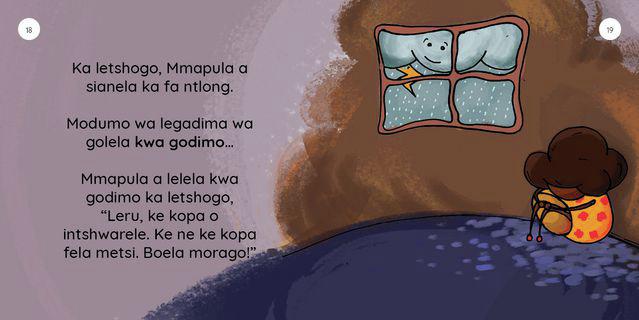 18
Ka letshogo, Mmapula a
sianela ka fa ntlong.
Modumo wa legadima wa
golela kwa godimo...
Mmapula a lelela kwa
godimo ka letshogo,
“Leru, ke kopa o
intshwarele. Ke ne ke kopa
fela metsi. Boela morago!”
19